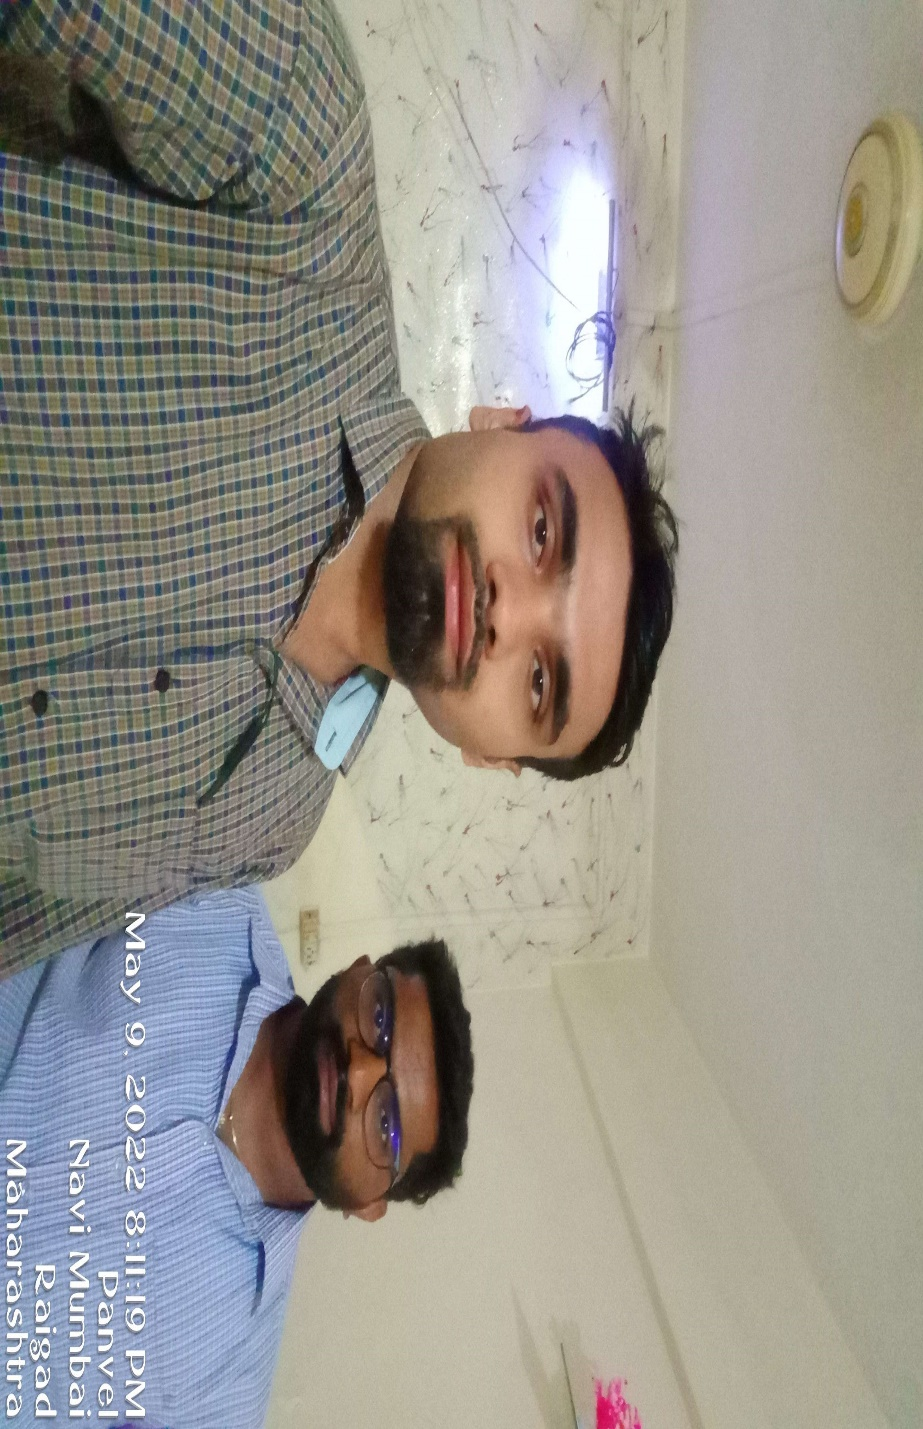 May 9, 2022 8:11:19 PM
Panvel
Navi Mumbai
Raigad
Maharashtra